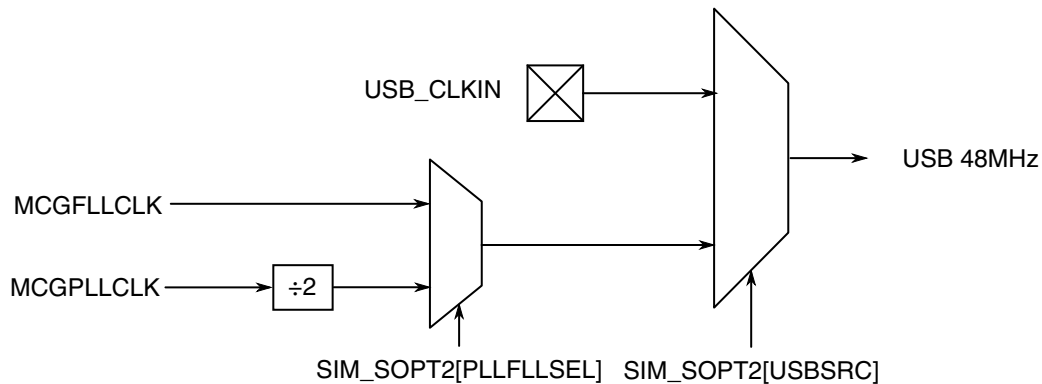 USB_CLKIN
USB 48MHz
MCGFLLCLK
MCGPLLCLK
÷2
SIM_SOPT2[PLLFLLSEL]
SIM_SOPT2[USBSRC]